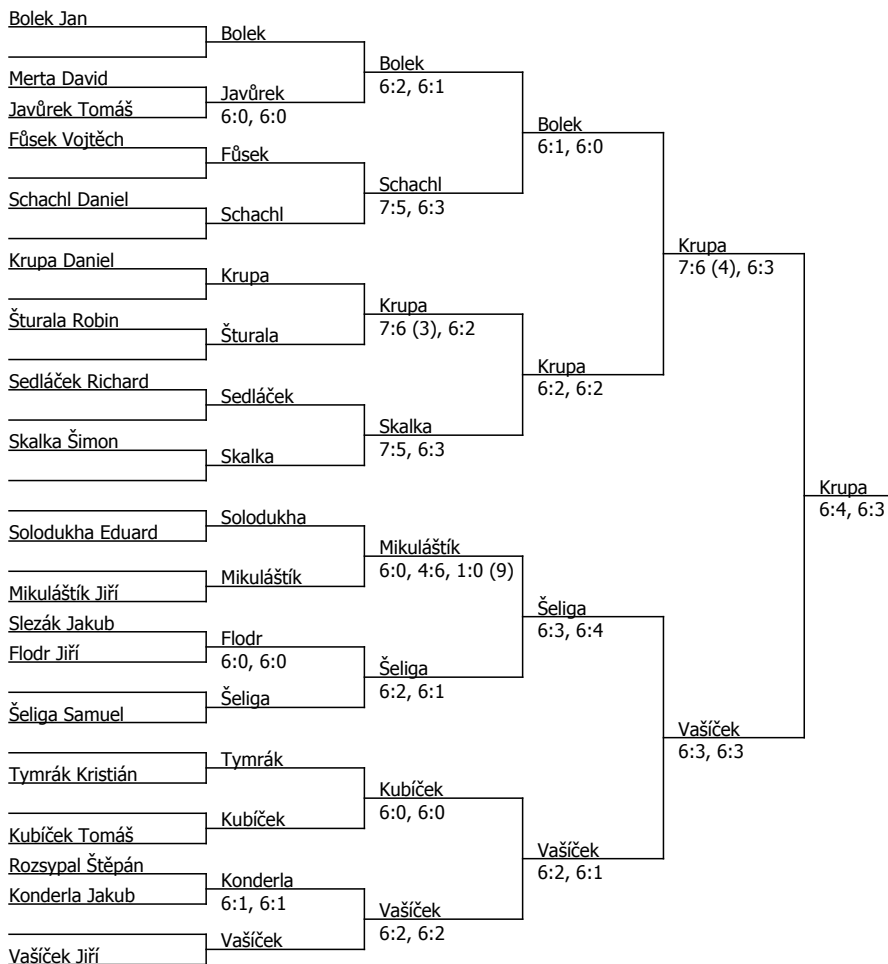 Bolek Jan
Merta David
Javůrek Tomáš
Fůsek Vojtěch
Schachl Daniel
Krupa Daniel
Šturala Robin
Sedláček Richard
Skalka Šimon
Solodukha Eduard
Mikuláštík Jiří
Slezák Jakub
Flodr Jiří
Šeliga Samuel
Tymrák Kristián
Kubíček Tomáš
Rozsypal Štěpán
Konderla Jakub
Vašíček Jiří
Bolek
Javůrek
6:0, 6:0
Fůsek
Schachl
Krupa
Šturala
Sedláček
Skalka
Solodukha
Mikuláštík
Flodr
6:0, 6:0
Šeliga
Tymrák
Kubíček
Konderla
6:1, 6:1
Vašíček
Bolek
6:2, 6:1
Schachl
7:5, 6:3
Krupa
7:6 (3), 6:2
Skalka
7:5, 6:3
Mikuláštík
6:0, 4:6, 1:0 (9)
Šeliga
6:2, 6:1
Kubíček
6:0, 6:0
Vašíček
6:2, 6:2
Bolek
6:1, 6:0
Krupa
6:2, 6:2
Šeliga
6:3, 6:4
Vašíček
6:2, 6:1
Krupa
7:6 (4), 6:3
Vašíček
6:3, 6:3
Krupa
6:4, 6:3